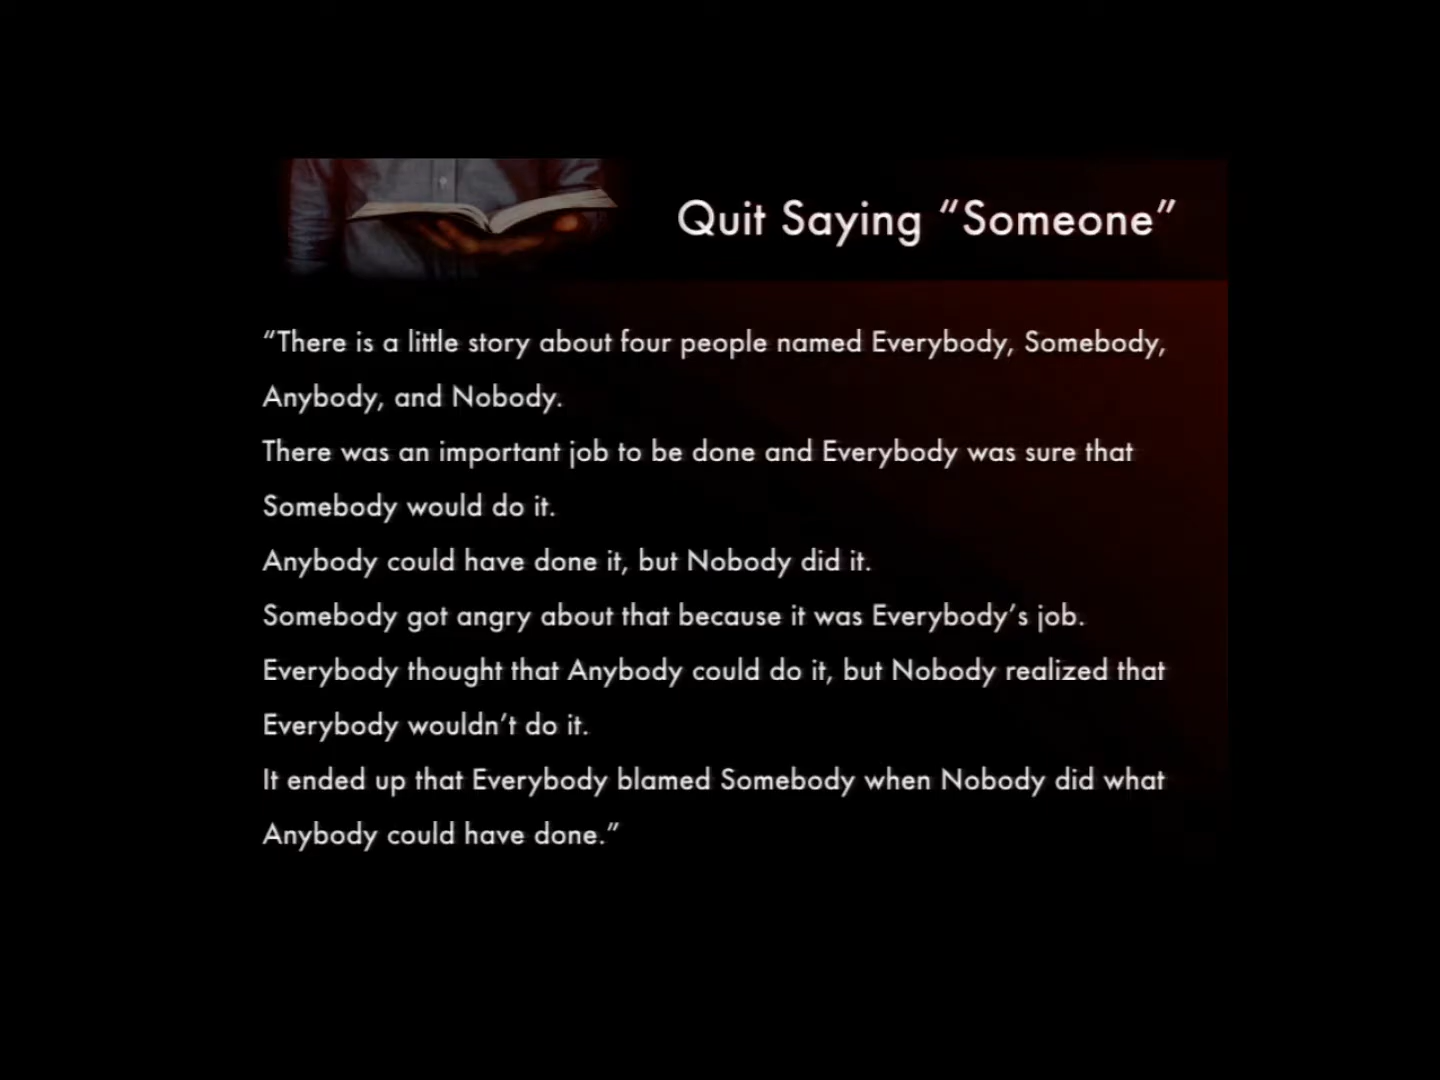 Quit Saying “Someone”
“There is a little story about four people named Everybody, Somebody,
Anybody, and Nobody.
There was an important job to be done and Everybody was sure that
Somebody would do it.
Anybody could have done it, but Nobody did it.
Somebody got angry about that because it was Everybody’s job.
Everybody thought that Anybody could do it, but Nobody realized that
Everybody wouldn’t do it.
It ended up that Everybody blamed Somebody when Nobody did what
Anybody could have done.”